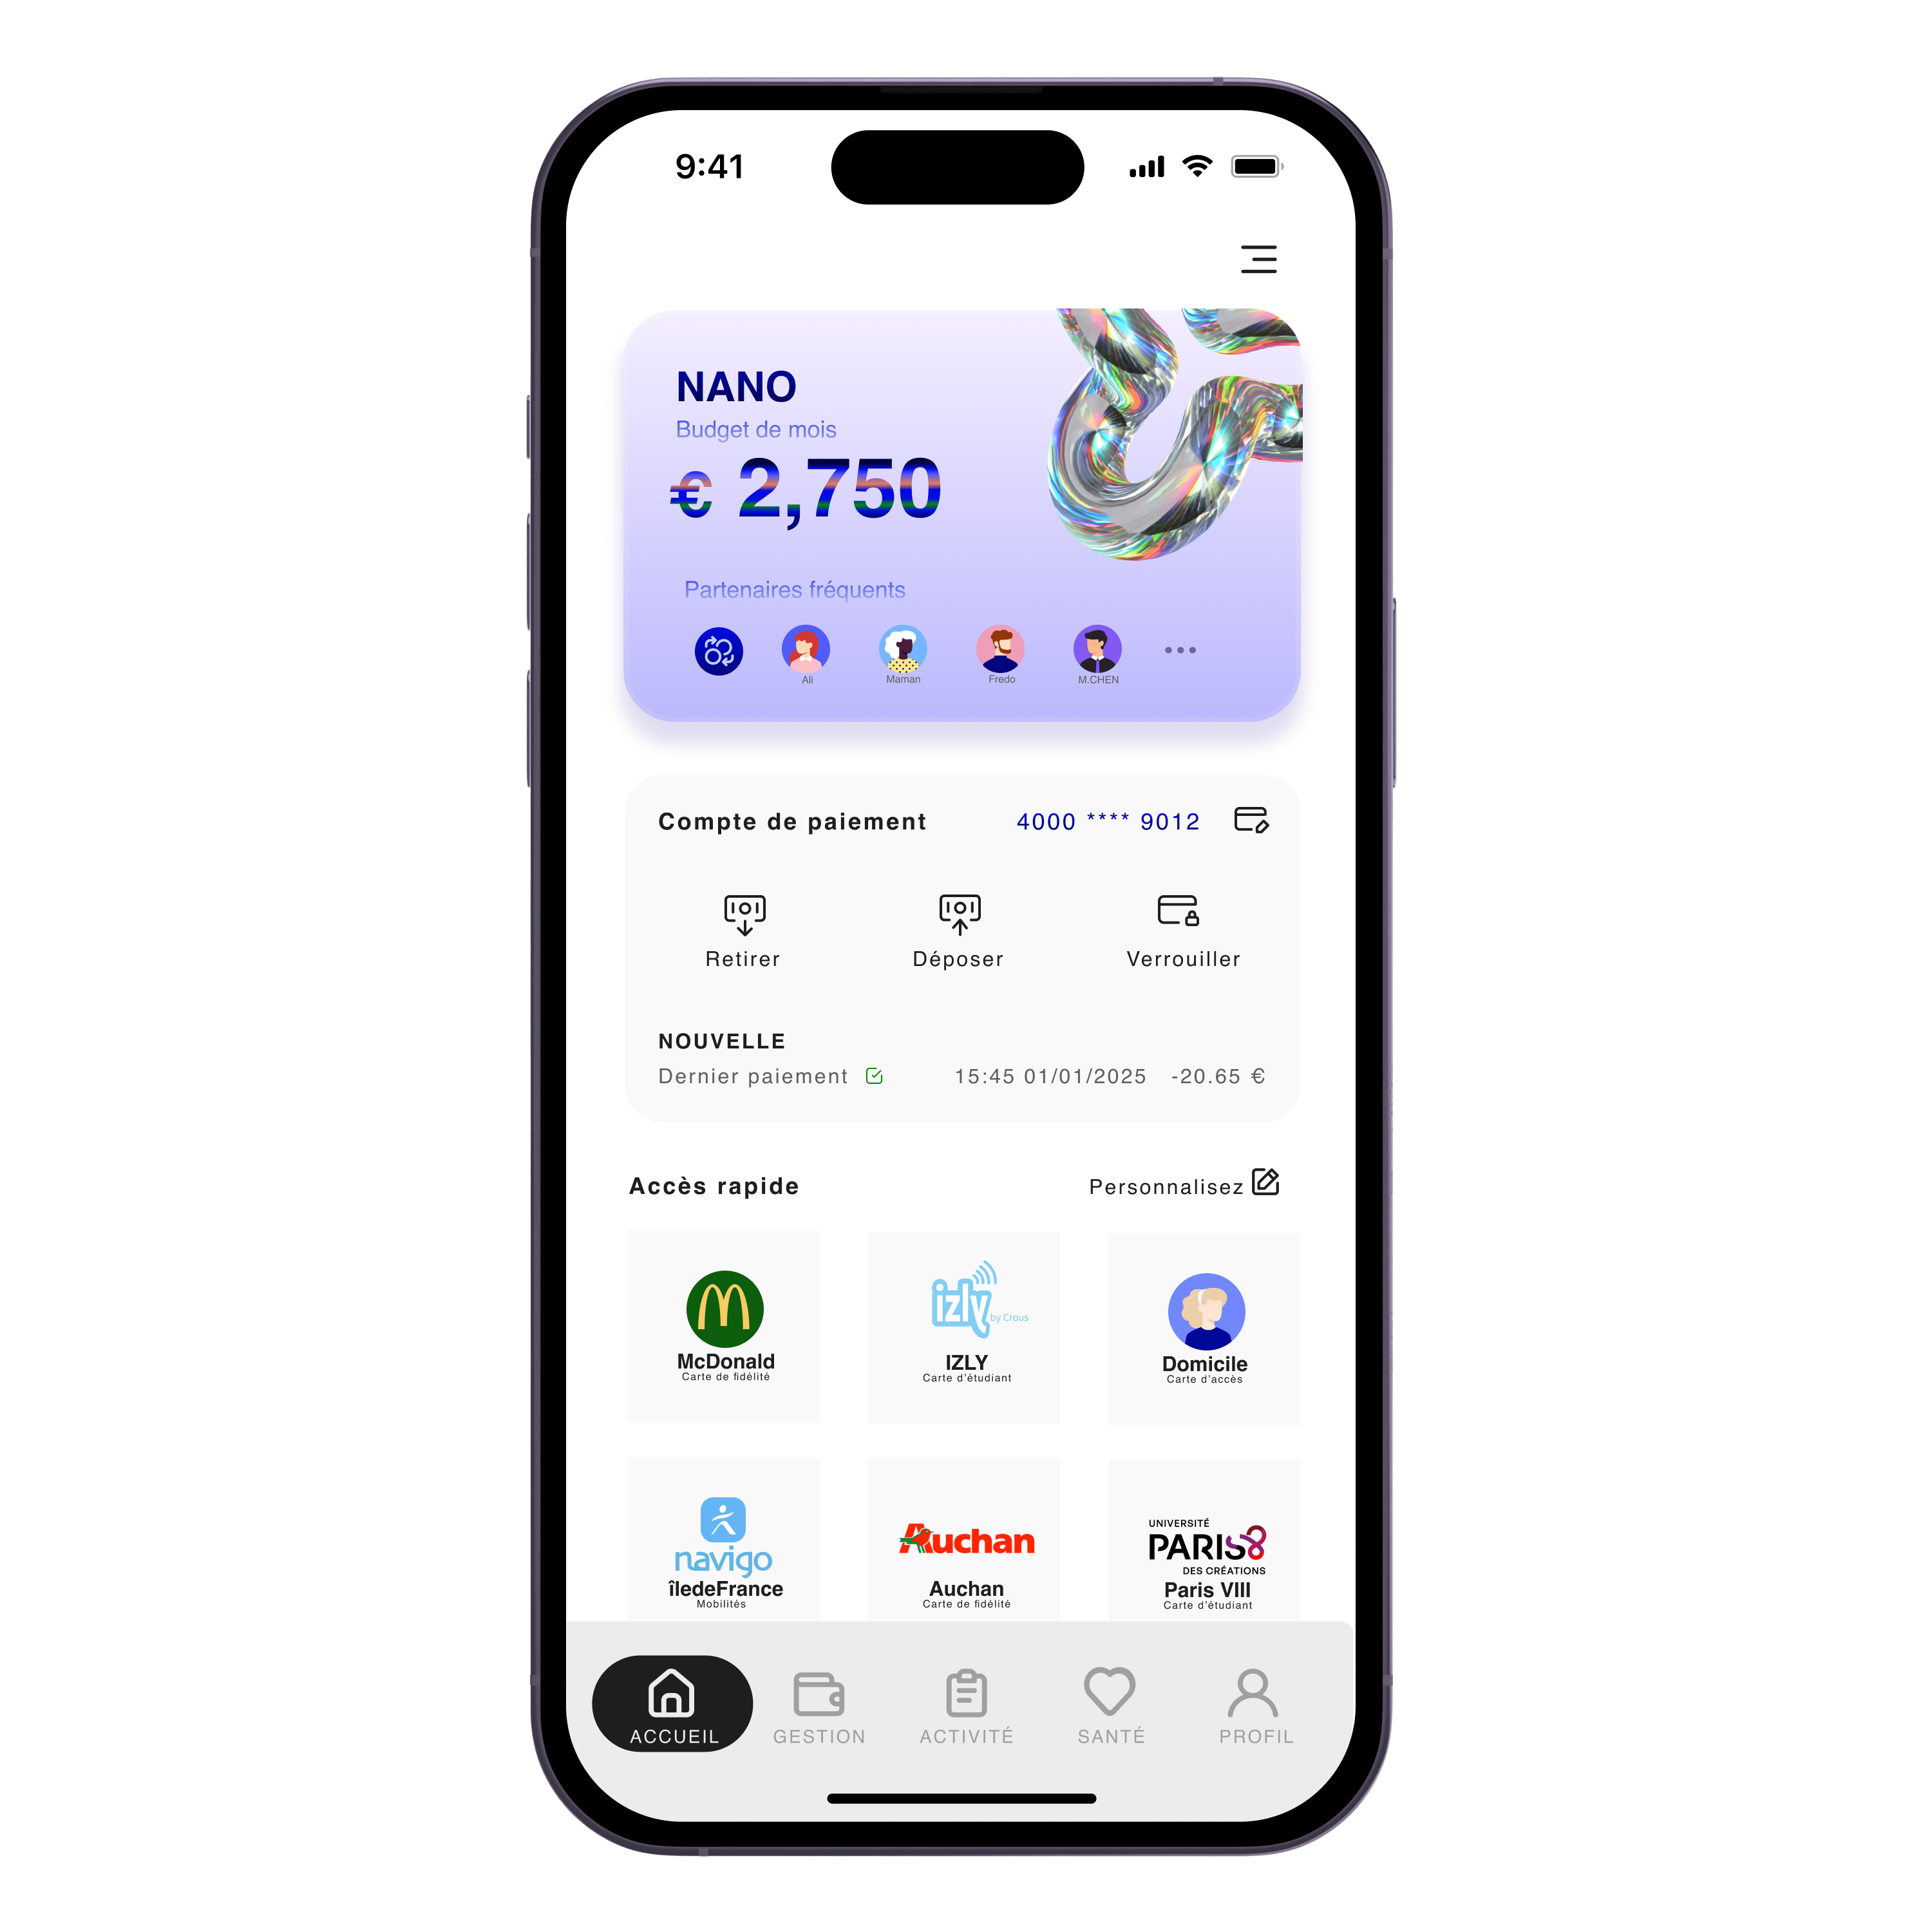 9:41
NANO
Budget de mois
€ 2,750
Partenaires fréquents
Ali Maman Fredo M.CHEN
Compte de paiement 4000 **** 9012
Retirer Déposer Verrouiller
NOUVELLE
Dernier paiement 15:45 01/01/2025 -20.65 €
Accès rapide Personnalisez
McDonald
Carte de fidélité
izly by Crous
IZLY
Carte d'étudiant
Domicile
Carte d'accès
navigo
îledeFrance
Mobilités
Auchan
Auchan
Carte de fidélité
UNIVERSITÉ
PARIS8
DES CRÉATIONS
Paris VIII
Carte d'étudiant
ACCUEIL GESTION ACTIVITÉ SANTÉ PROFIL